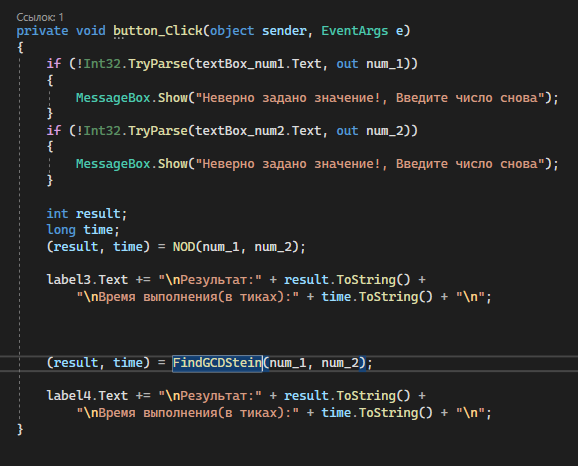 Ссылок: 1
private void button_Click(object sender, EventArgs e)
{
if (!Int32.TryParse(textBox_num1.Text, out num_1))
{
MessageBox.Show("Неверно задано значение!, Введите число снова");
}
if (!Int32.TryParse(textBox_num2.Text, out num_2))
{
MessageBox.Show("Неверно задано значение!, Введите число снова");
}
int result;
long time;
(result, time) = NOD(num_1, num_2);
label3.Text += "\nРезультат:" + result.ToString() +
"\nВремя выполнения(в тиках):" + time.ToString() + "\n";
(result, time) = FindGCDStein(num_1, num_2);
label4.Text += "\nРезультат:" + result.ToString() +
"\nВремя выполнения(в тиках):" + time.ToString() + "\n";
}